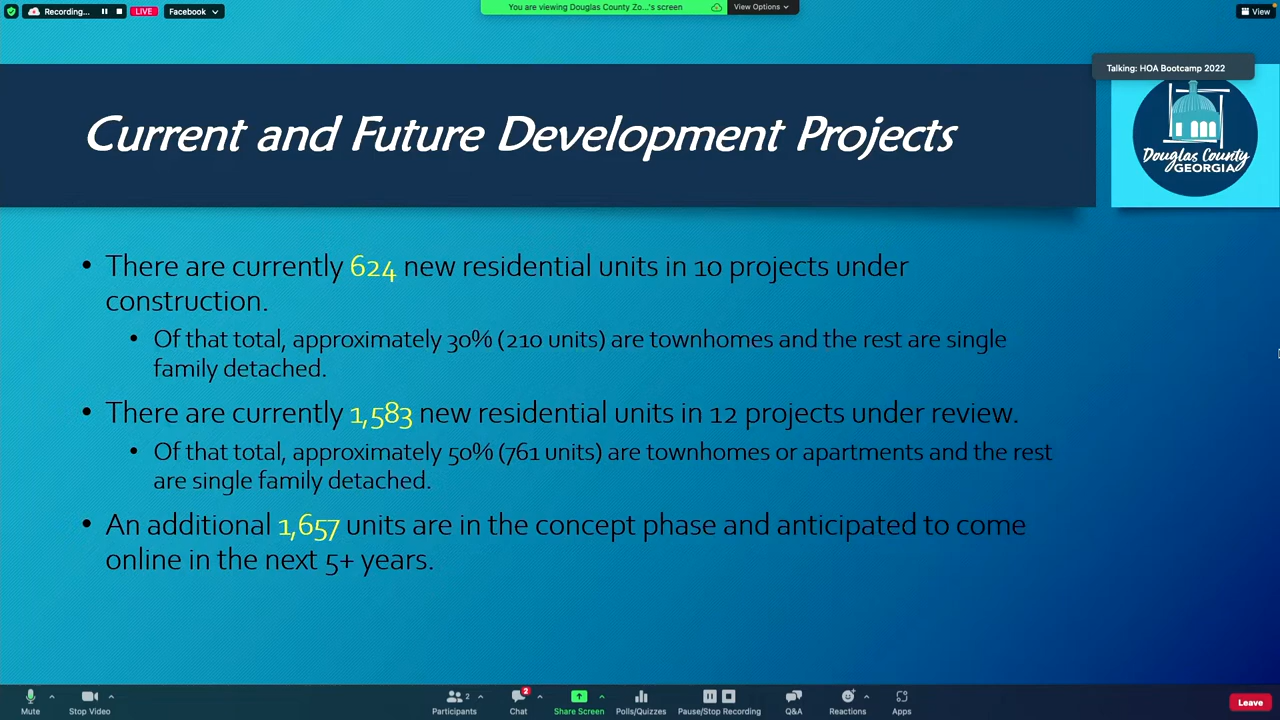 Recording...
LIVE
Facebook
You are viewing Douglas County Zo...'s screen
View Options
View
Talking: HOA Bootcamp 2022
Current and Future Development Projects
Douglas County
GEORGIA
• There are currently 624 new residential units in 10 projects under
construction.
• Of that total, approximately 30% (210 units) are townhomes and the rest are single
family detached.
• There are currently 1,583 new residential units in 12 projects under review.
• Of that total, approximately 50% (761 units) are townhomes or apartments and the rest
are single family detached.
• An additional 1,657 units are in the concept phase and anticipated to come
online in the next 5+ years.
Mute
Stop Video
2
Participants
2
Chat
Share Screen
Polls/Quizzes
Pause/Stop Recording
Q&A
Reactions
Apps
Leave